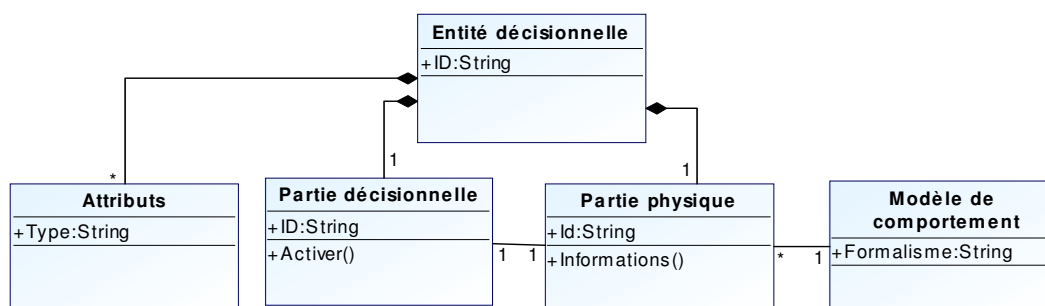 Entité décisionnelle
+ID:String
*
1
1
Attributs
+Type:String
Partie décisionnelle
+ID:String
+Activer()
1
1
Partie physique
+Id:String
+Informations()
*
1
Modèle de
comportement
+Formalisme:String